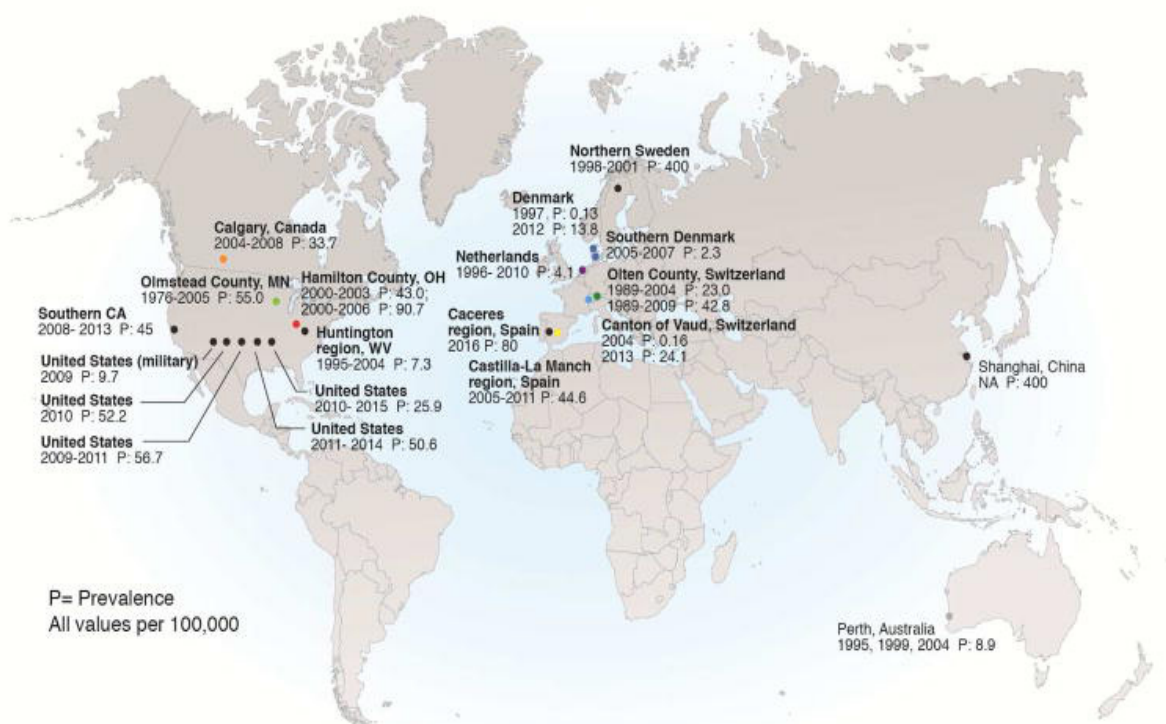 Northern Sweden
1998-2001 P: 400
Denmark
1997, P: 0.13
2012 P: 13.8
Southern Denmark
2005-2007 P: 2.3
Calgary, Canada
2004-2008 P: 33.7
Netherlands
1996- 2010 P: 4.1
Olmstead County, MN
1976-2005 P: 55.0
Hamilton County, OH
2000-2003 P: 43.0;
2000-2006 P: 90.7
Olten County, Switzerland
1989-2004 P: 23.0
1989-2009 P: 42.8
Southern CA
2008- 2013 P: 45
Huntington
region, WV
1995-2004 P: 7.3
Caceres
region, Spain
2016 P: 80
Canton of Vaud, Switzerland
2004 P: 0.16
2013 P: 24.1
United States (military)
2009 P: 9.7
Castilla-La Manch
region, Spain
2005-2011 P: 44.6
Shanghai, China
NA P: 400
United States
2010 P: 52.2
United States
2010- 2015 P: 25.9
United States
2009-2011 P: 56.7
United States
2011- 2014 P: 50.6
P= Prevalence
All values per 100,000
Perth, Australia
1995, 1999, 2004 P: 8.9